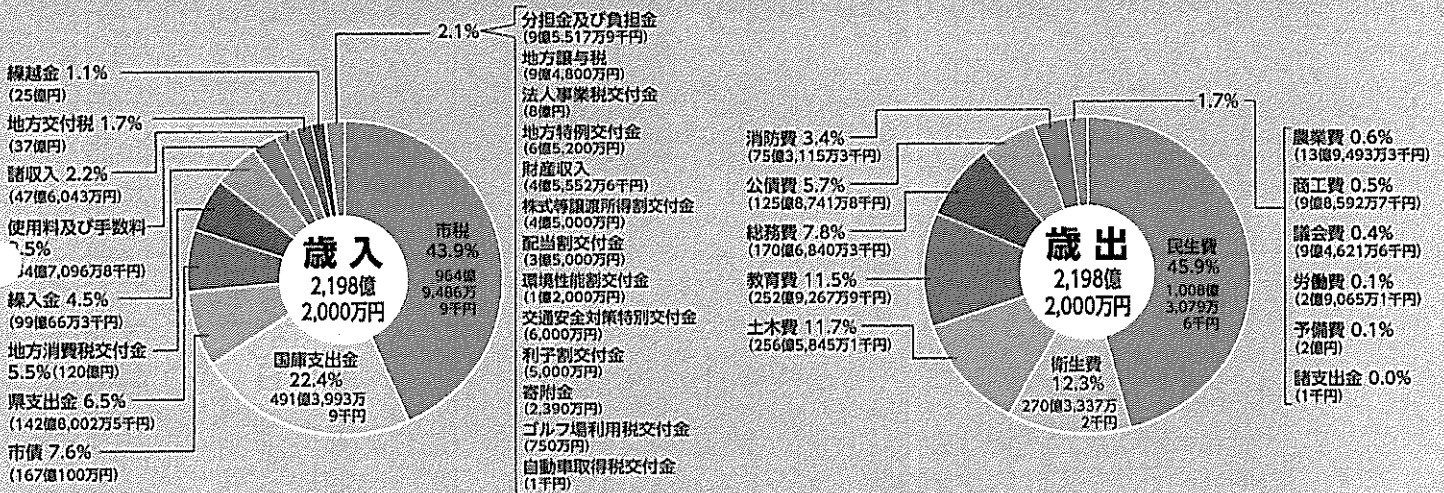 繰越金 1.1%
(25億円)
地方交付税 1.7%
(37億円)
諸収入 2.2%
(47億6,043万円)
使用料及び手数料
.5%
4億7,096万8千円)
繰入金 4.5%
(99億66万3千円)
地方消費税交付金
5.5%(120億円)
県支出金 6.5%
(142億8,002万5千円)
市債 7.6%
(167億100万円)
歳入
2,198億
2,000万円
市税
43.9%
964億
9,486万
9千円
国庫支出金
22.4%
491億3,993万
9千円
2.1%
分担金及び負担金
(9億5,517万9千円)
地方譲与税
(9億4,800万円)
法人事業税交付金
(8億円)
地方特例交付金
(6億5,200万円)
財産収入
(4億5,552万6千円)
株式等譲渡所得割交付金
(4億5,000万円)
配当割交付金
(3億5,000万円)
環境性能割交付金
(1億2,000万円)
交通安全対策特別交付金
(6,000万円)
利子割交付金
(5,000万円)
寄附金
(2,390万円)
ゴルフ場利用税交付金
(750万円)
自動車取得税交付金
(1千円)
消防費 3.4%
(75億3,115万3千円)
公債費 5.7%
(125億8,741万8千円)
総務費 7.8%
(170億6,840万3千円)
教育費 11.5%
(252億9,267万9千円)
土木費 11.7%
(256億5,845万1千円)
歳出
2,198億
2,000万円
民生費
45.9%
1,008億
3,079万
6千円
衛生費
12.3%
270億3,337万
2千円
1.7%
農業費 0.6%
(13億9,493万3千円)
商工費 0.5%
(9億8,592万7千円)
議会費 0.4%
(9億4,621万6千円)
労働費 0.1%
(2億9,065万1千円)
予備費 0.1%
(2億円)
諸支出金 0.0%
(1千円)